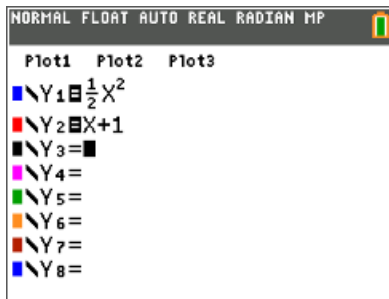 NORMAL FLOAT AUTO REAL RADIAN MP
Plot1 Plot2 Plot3
\Y₁=½X²
\Y₂=X+1
\Y₃=
\Y₄=
\Y₅=
\Y₆=
\Y₇=
\Y₈=